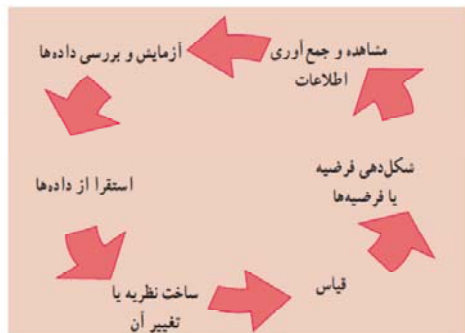 مشاهده و جمع‌آوری
اطلاعات
آزمایش و بررسی داده‌ها
استقرا از داده‌ها
ساخت نظریه یا
تغییر آن
قیاس
شکل‌دهی فرضیه
یا فرضیه‌ها